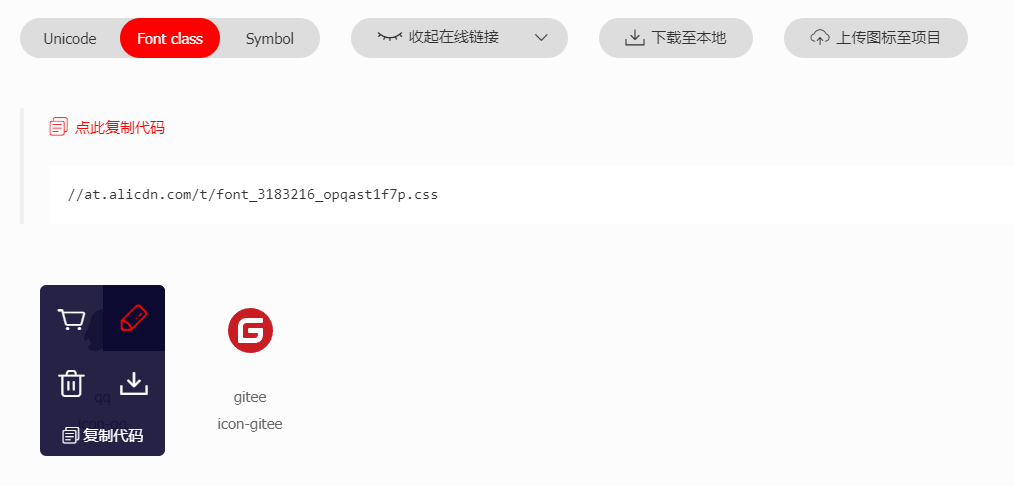 Unicode
Font class
Symbol
收起在线链接
下载至本地
上传图标至项目
点此复制代码
//at.alicdn.com/t/font_3183216_opqast1f7p.css
qq
icon-qq
复制代码
G
gitee
icon-gitee